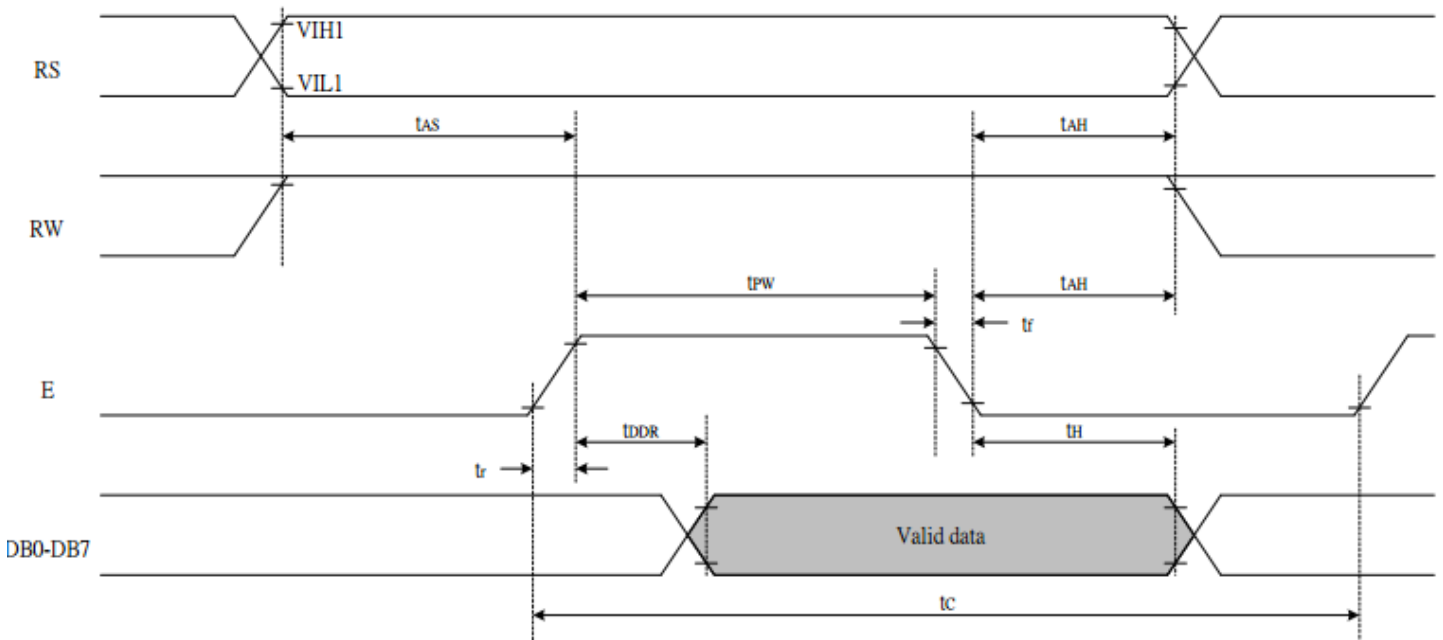 VIH1
RS
VIL1
tAS
tAH
RW
tPW
tAH
tf
E
tDDR
tH
tr
Valid data
DB0-DB7
tC